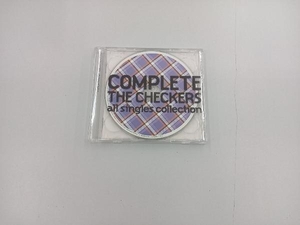 COMPLETE
THE CHECKERS
all singles collection